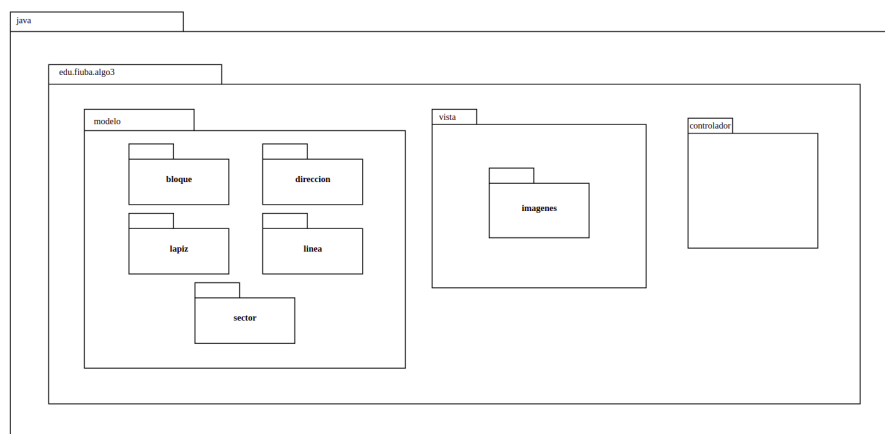 java
edu.fiuba.algo3
modelo
vista
controlador
bloque
direccion
imagenes
lapiz
linea
sector